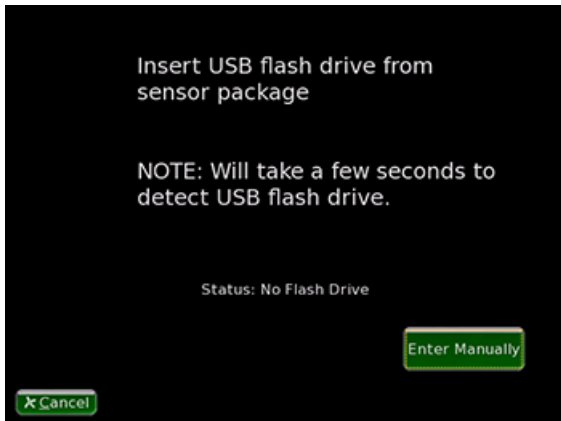 Insert USB flash drive from
sensor package
NOTE: Will take a few seconds to
detect USB flash drive.
Status: No Flash Drive
Enter Manually
Cancel